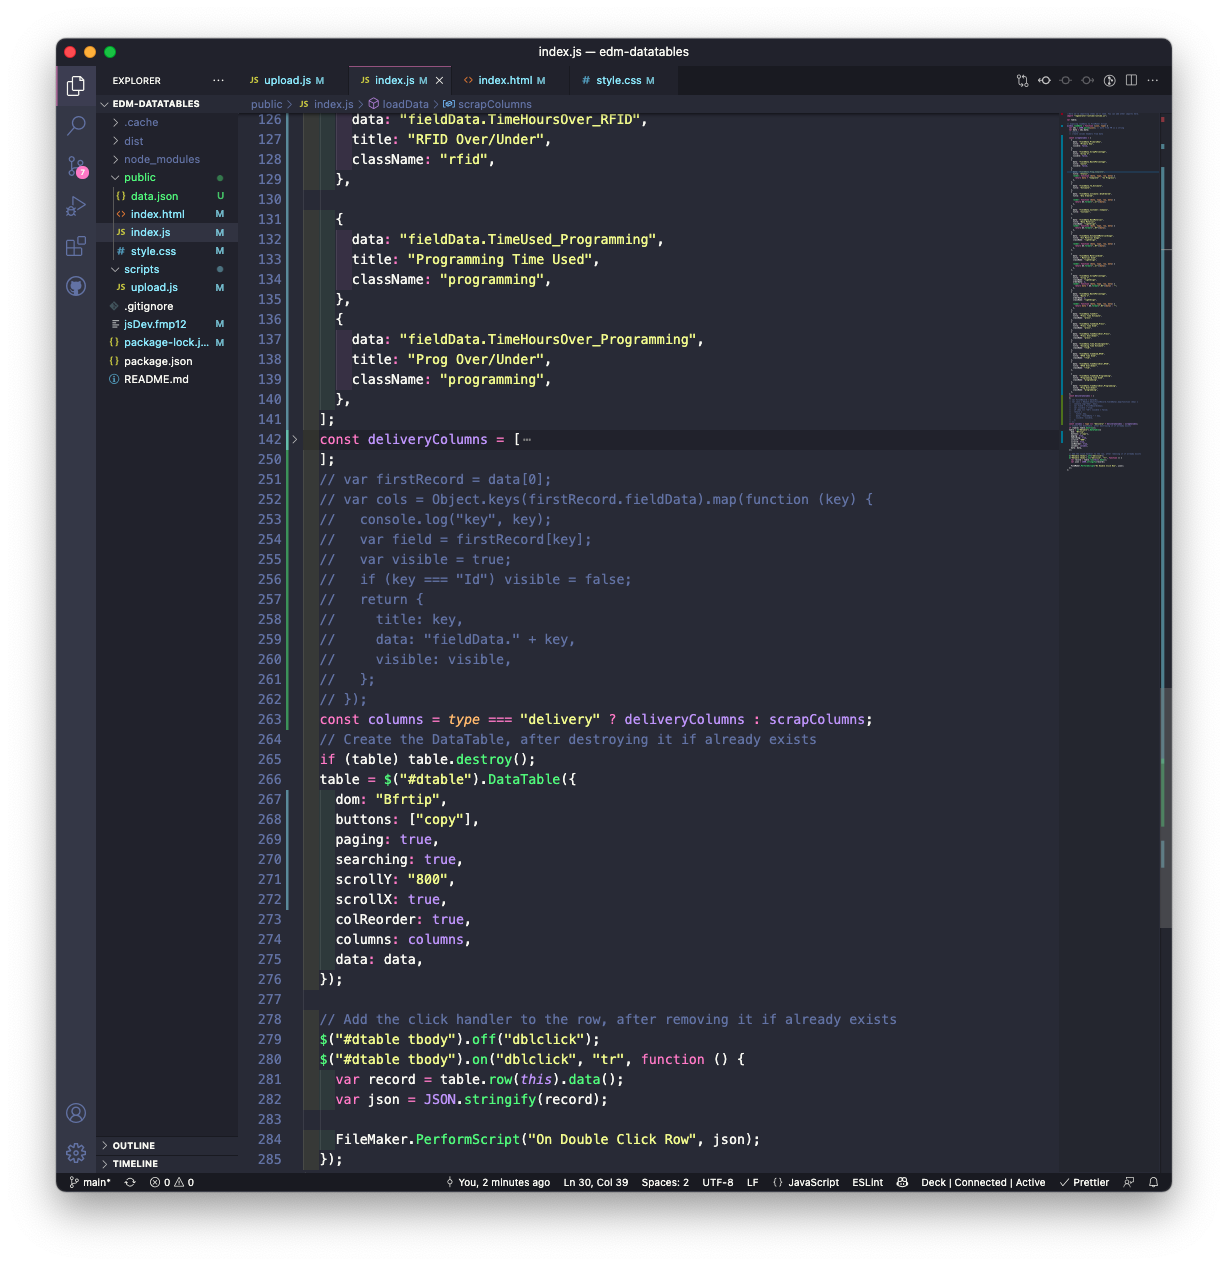 index.js — edm-datatables
EXPLORER ···
JS upload.js M
JS index.js M ×
<> index.html M
# style.css M
···
EDM-DATATABLES
public > JS index.js > loadData > scrapColumns
.cache
dist
node_modules
public
{} data.json U
<> index.html M
JS index.js M
# style.css M
scripts
JS upload.js M
.gitignore
jsDev.fmp12 M
{} package-lock.j... M
{} package.json
README.md
7
126 data: "fieldData.TimeHoursOver_RFID",
127 title: "RFID Over/Under",
128 className: "rfid",
129 },
130
131 {
132 data: "fieldData.TimeUsed_Programming",
133 title: "Programming Time Used",
134 className: "programming",
135 },
136 {
137 data: "fieldData.TimeHoursOver_Programming",
138 title: "Prog Over/Under",
139 className: "programming",
140 },
141 ];
142 const deliveryColumns = [···
250 ];
251 // var firstRecord = data[0];
252 // var cols = Object.keys(firstRecord.fieldData).map(function (key) {
253 //   console.log("key", key);
254 //   var field = firstRecord[key];
255 //   var visible = true;
256 //   if (key === "Id") visible = false;
257 //   return {
258 //     title: key,
259 //     data: "fieldData." + key,
260 //     visible: visible,
261 //   };
262 // });
263 const columns = type === "delivery" ? deliveryColumns : scrapColumns;
264 // Create the DataTable, after destroying it if already exists
265 if (table) table.destroy();
266 table = $("#dtable").DataTable({
267 dom: "Bfrtip",
268 buttons: ["copy"],
269 paging: true,
270 searching: true,
271 scrollY: "800",
272 scrollX: true,
273 colReorder: true,
274 columns: columns,
275 data: data,
276 });
277
278 // Add the click handler to the row, after removing it if already exists
279 $("#dtable tbody").off("dblclick");
280 $("#dtable tbody").on("dblclick", "tr", function () {
281 var record = table.row(this).data();
282 var json = JSON.stringify(record);
283
284 FileMaker.PerformScript("On Double Click Row", json);
285 });
OUTLINE
TIMELINE
main* 0 0 You, 2 minutes ago Ln 30, Col 39 Spaces: 2 UTF-8 LF {} JavaScript ESLint Deck | Connected | Active Prettier